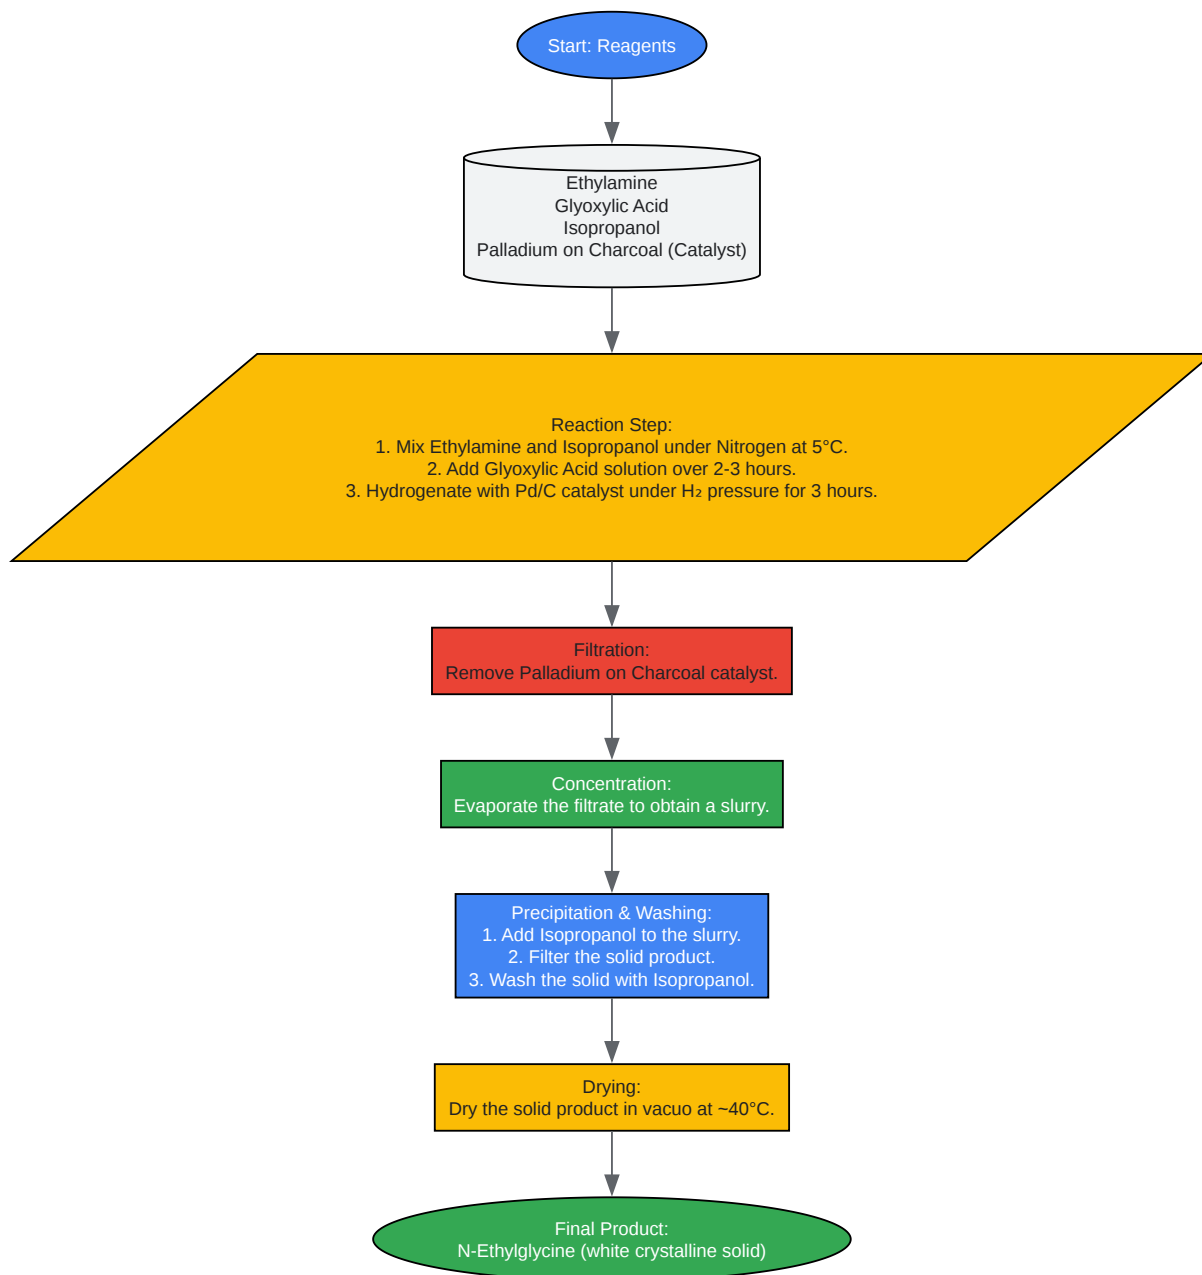 Start: Reagents
Ethylamine
Glyoxylic Acid
Isopropanol
Palladium on Charcoal (Catalyst)
Reaction Step:
1. Mix Ethylamine and Isopropanol under Nitrogen at 5°C.
2. Add Glyoxylic Acid solution over 2-3 hours.
3. Hydrogenate with Pd/C catalyst under H₂ pressure for 3 hours.
Filtration:
Remove Palladium on Charcoal catalyst.
Concentration:
Evaporate the filtrate to obtain a slurry.
Precipitation & Washing:
1. Add Isopropanol to the slurry.
2. Filter the solid product.
3. Wash the solid with Isopropanol.
Drying:
Dry the solid product in vacuo at ~40°C.
Final Product:
N-Ethylglycine (white crystalline solid)